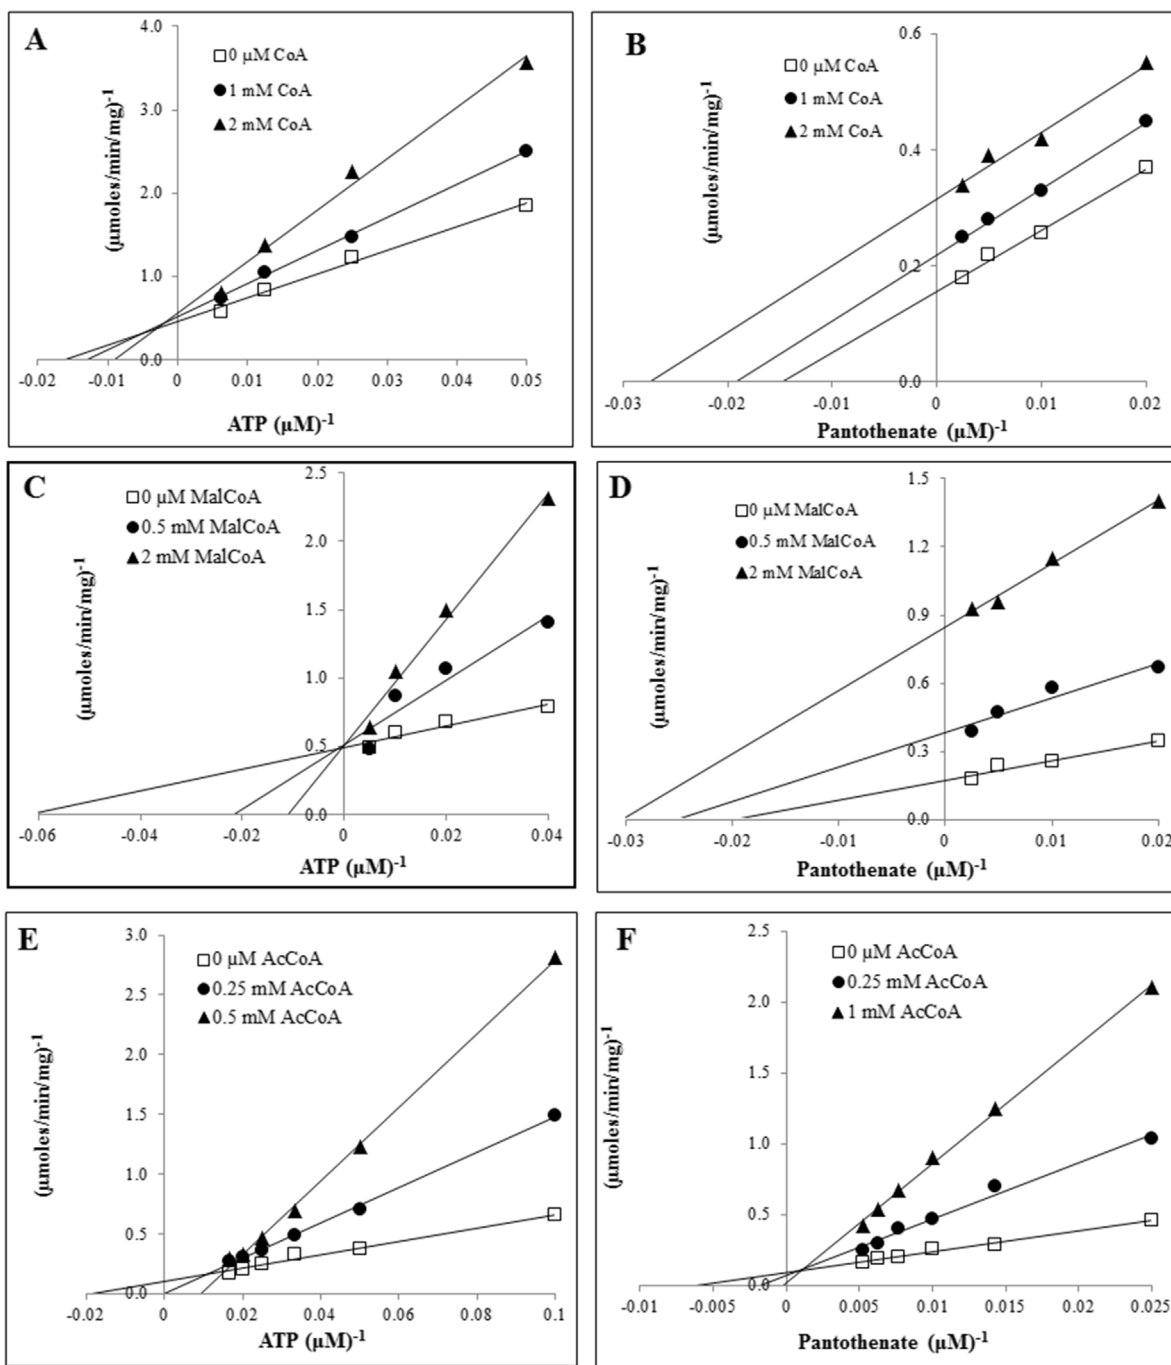 A
0 µM CoA
1 mM CoA
2 mM CoA
(µmoles/min/mg)-1
4.0
3.0
2.0
1.0
0.0
-0.02 -0.01 0 0.01 0.02 0.03 0.04 0.05
ATP (µM)-1
B
0 µM CoA
1 mM CoA
2 mM CoA
(µmoles/min/mg)-1
0.6
0.4
0.2
0.0
-0.03 -0.02 -0.01 0 0.01 0.02
Pantothenate (µM)-1
C
0 µM MalCoA
0.5 mM MalCoA
2 mM MalCoA
(µmoles/min/mg)-1
2.5
2.0
1.5
1.0
0.5
0.0
-0.06 -0.04 -0.02 0 0.02 0.04
ATP (µM)-1
D
0 µM MalCoA
0.5 mM MalCoA
2 mM MalCoA
(µmoles/min/mg)-1
1.5
1.2
0.9
0.6
0.3
0.0
-0.03 -0.02 -0.01 0 0.01 0.02
Pantothenate (µM)-1
E
0 µM AcCoA
0.25 mM AcCoA
0.5 mM AcCoA
(µmoles/min/mg)-1
3.0
2.5
2.0
1.5
1.0
0.5
0.0
-0.02 0 0.02 0.04 0.06 0.08 0.1
ATP (µM)-1
F
0 µM AcCoA
0.25 mM AcCoA
1 mM AcCoA
(µmoles/min/mg)-1
2.5
2.0
1.5
1.0
0.5
0.0
-0.01 -0.005 0 0.005 0.01 0.015 0.02 0.025
Pantothenate (µM)-1